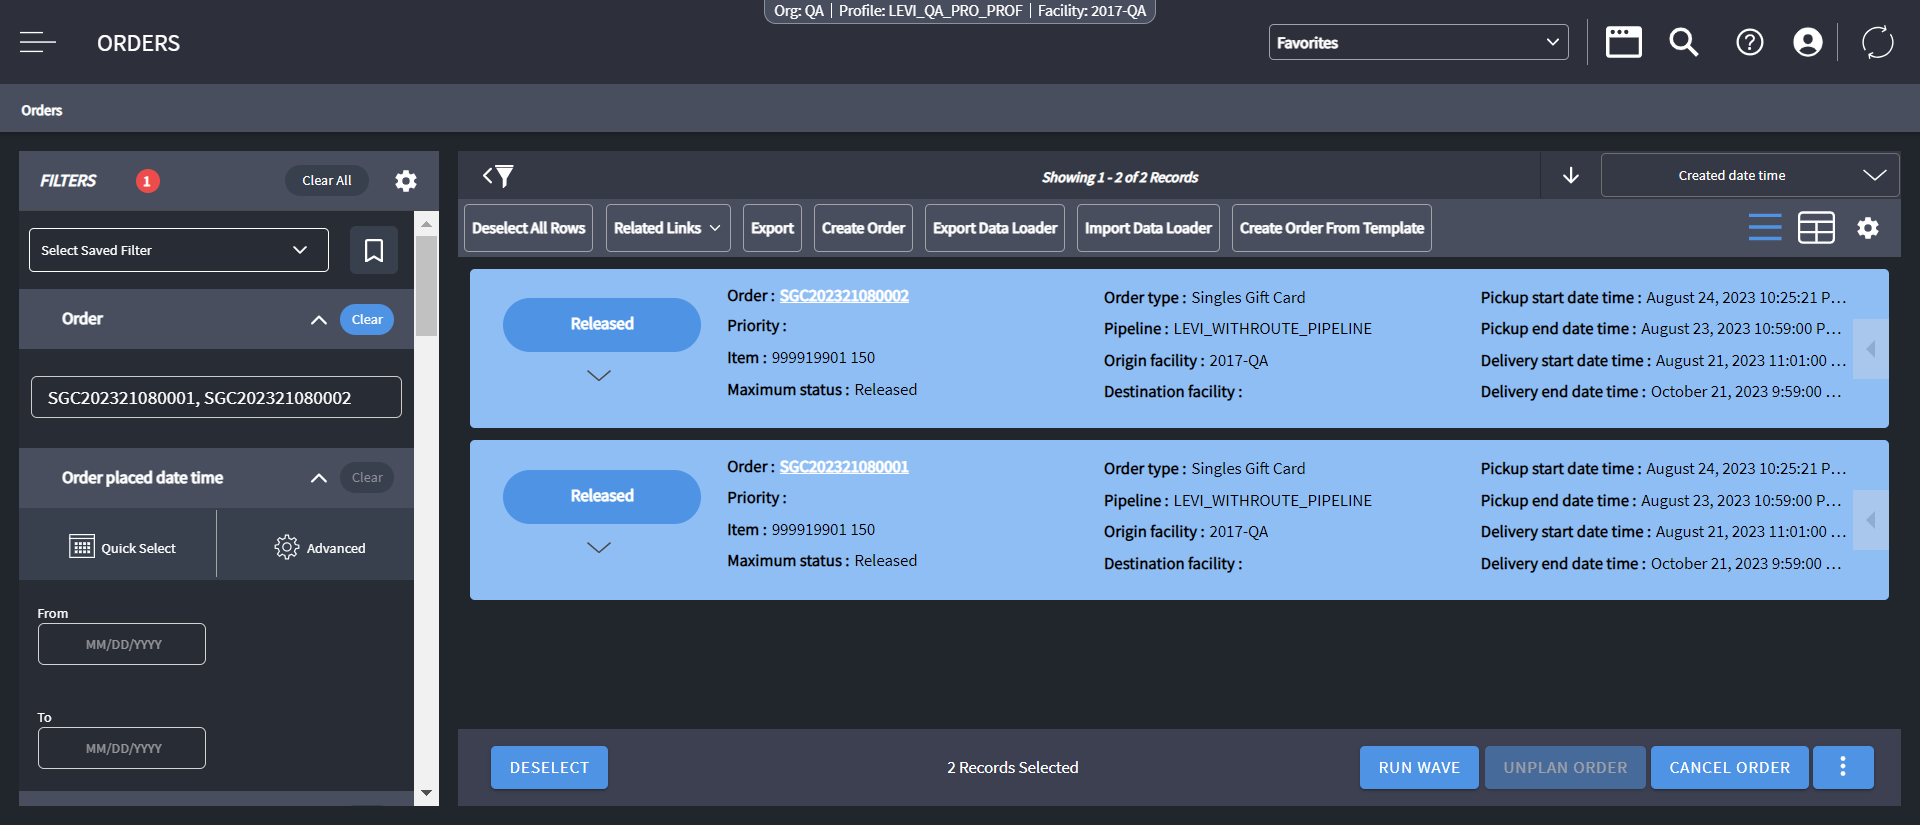 Org: QA | Profile: LEVI_QA_PRO_PROF | Facility: 2017-QA
ORDERS
Favorites
Orders
FILTERS 1 Clear All
Select Saved Filter
Order Clear
SGC202321080001, SGC202321080002
Order placed date time Clear
Quick Select Advanced
From
MM/DD/YYYY
To
MM/DD/YYYY
Showing 1 - 2 of 2 Records
Created date time
Deselect All Rows Related Links Export Create Order Export Data Loader Import Data Loader Create Order From Template
Released
Order : SGC202321080002
Priority :
Item : 999919901 150
Maximum status : Released
Order type : Singles Gift Card
Pipeline : LEVI_WITHROUTE_PIPELINE
Origin facility : 2017-QA
Destination facility :
Pickup start date time : August 24, 2023 10:25:21 P...
Pickup end date time : August 23, 2023 10:59:00 P...
Delivery start date time : August 21, 2023 11:01:00 ...
Delivery end date time : October 21, 2023 9:59:00 ...
Released
Order : SGC202321080001
Priority :
Item : 999919901 150
Maximum status : Released
Order type : Singles Gift Card
Pipeline : LEVI_WITHROUTE_PIPELINE
Origin facility : 2017-QA
Destination facility :
Pickup start date time : August 24, 2023 10:25:21 P...
Pickup end date time : August 23, 2023 10:59:00 P...
Delivery start date time : August 21, 2023 11:01:00 ...
Delivery end date time : October 21, 2023 9:59:00 ...
DESELECT 2 Records Selected RUN WAVE UNPLAN ORDER CANCEL ORDER